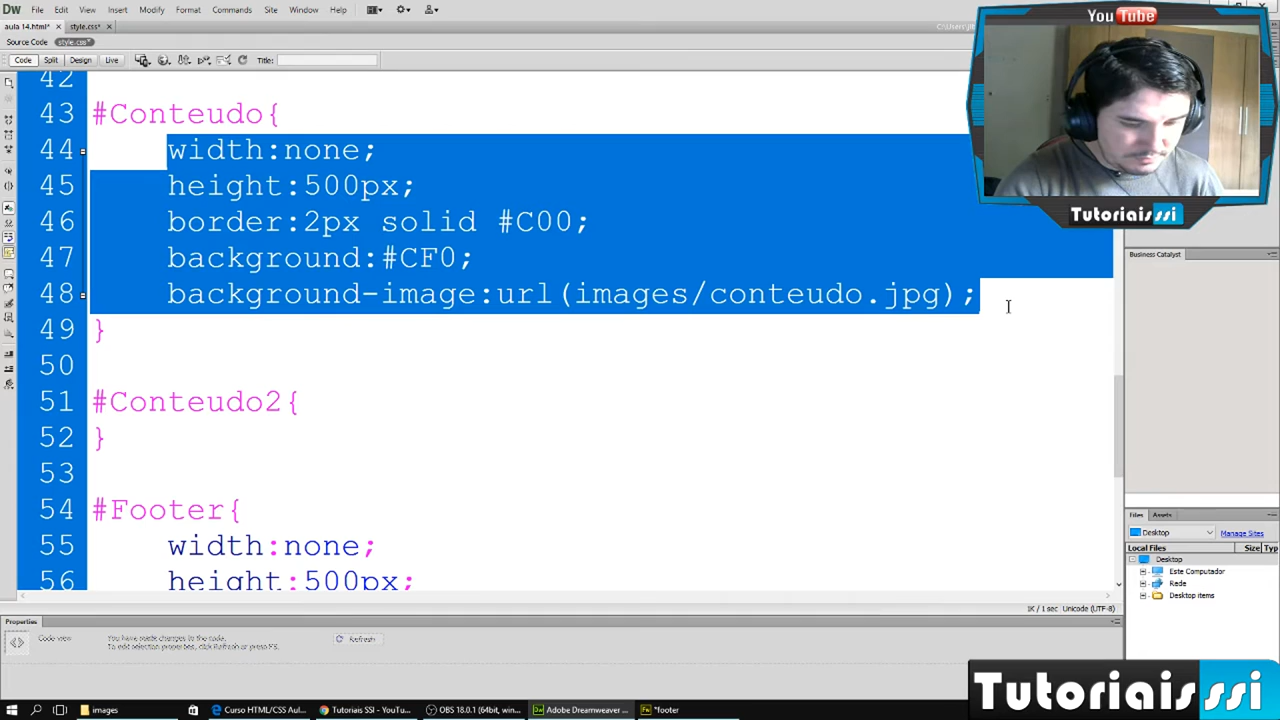 Dw File Edit View Insert Modify Format Commands Site Window Help
aula 14.html* × style.css* ×
Source Code style.css*
Code Split Design Live Title:
42
43 #Conteudo{
44 width:none;
45 height:500px;
46 border:2px solid #C00;
47 background:#CF0;
48 background-image:url(images/conteudo.jpg);
49 }
50
51 #Conteudo2{
52 }
53
54 #Footer{
55 width:none;
56 height:500px;
1K / 1 sec Unicode (UTF-8)
Properties
Code view
You have made changes to the code.
To edit selection properties, click Refresh or press F5.
Refresh
You Tube
Tutoriais ssi
Business Catalyst
Files Assets
Desktop Manage Sites
Local Files Size Typ
Desktop
Este Computador
Rede
Desktop items
Tutoriais ssi
images
Curso HTML/CSS Aul...
Tutoriais SSI - YouTu...
OBS 18.0.1 (64bit, win...
Adobe Dreamweaver ...
*footer